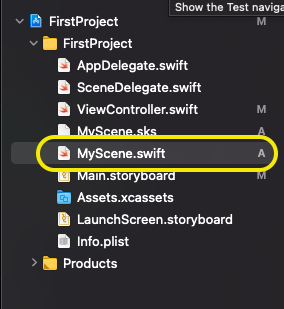 Show the Test naviga
FirstProject M
FirstProject
AppDelegate.swift
SceneDelegate.swift
ViewController.swift M
MyScene.sks A
MyScene.swift A
Main.storyboard M
Assets.xcassets
LaunchScreen.storyboard
Info.plist
Products